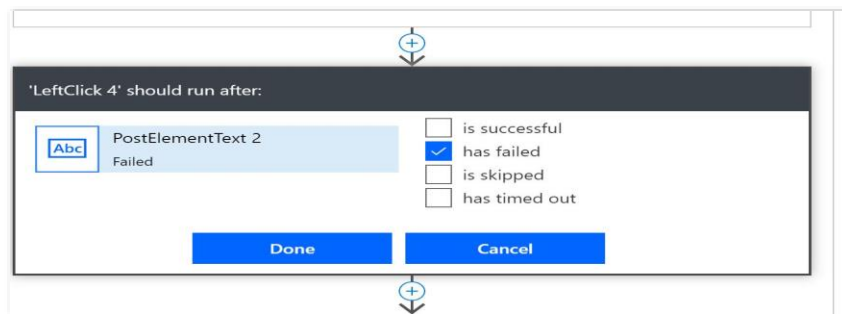 'LeftClick 4' should run after:
Abc
PostElementText 2
Failed
is successful
has failed
is skipped
has timed out
Done
Cancel